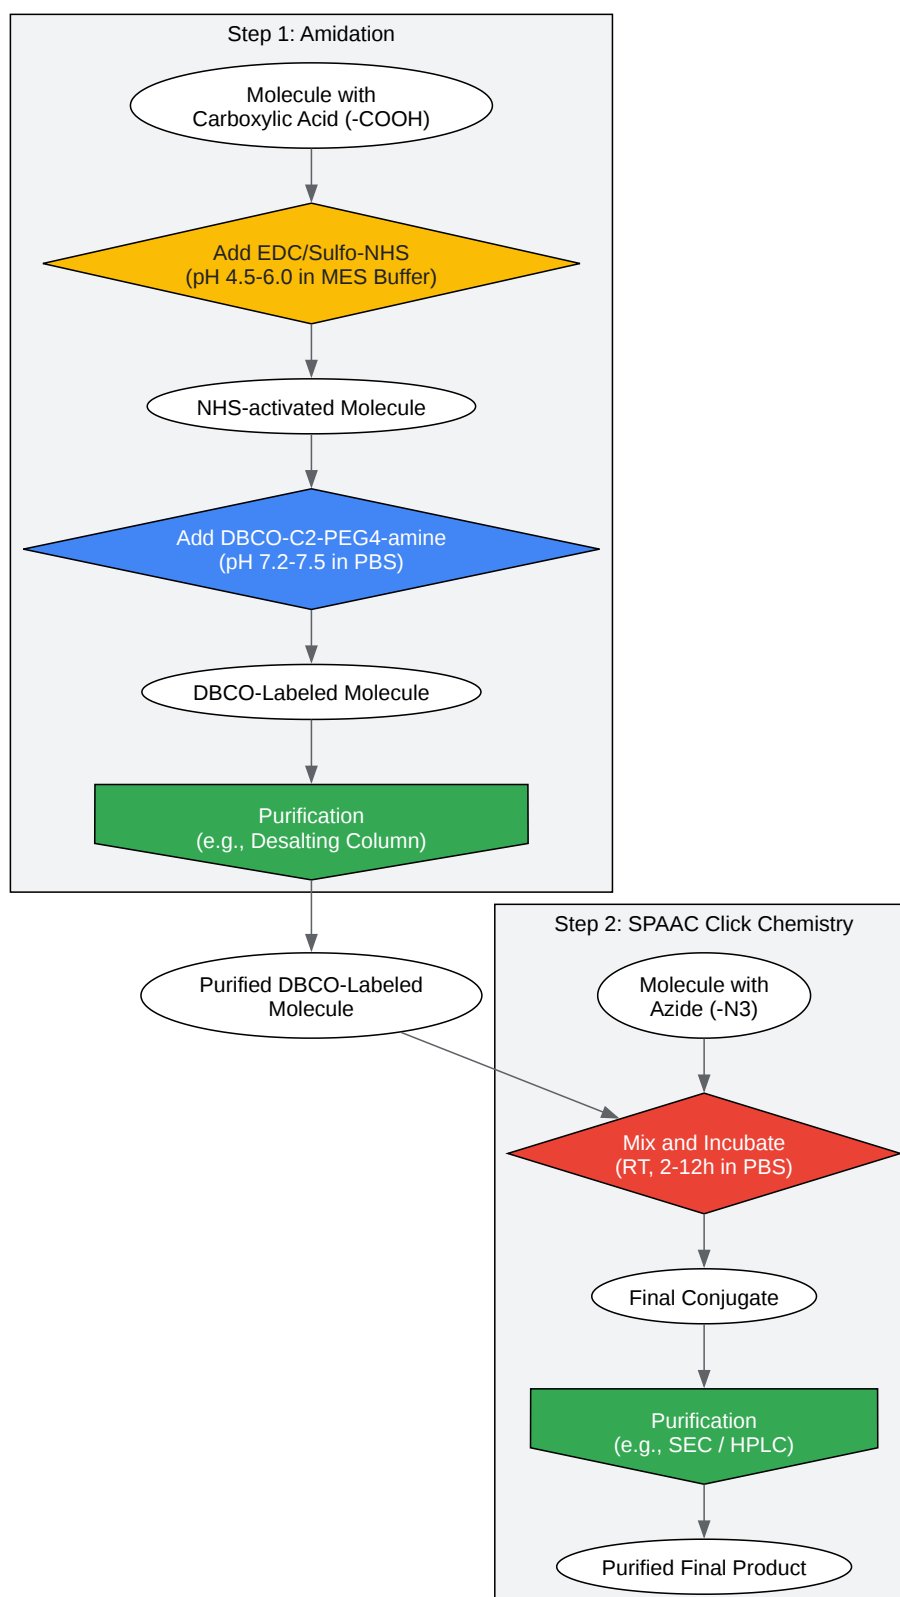 Step 1: Amidation
Molecule with
Carboxylic Acid (-COOH)
Add EDC/Sulfo-NHS
(pH 4.5-6.0 in MES Buffer)
NHS-activated Molecule
Add DBCO-C2-PEG4-amine
(pH 7.2-7.5 in PBS)
DBCO-Labeled Molecule
Purification
(e.g., Desalting Column)
Purified DBCO-Labeled
Molecule
Step 2: SPAAC Click Chemistry
Molecule with
Azide (-N3)
Mix and Incubate
(RT, 2-12h in PBS)
Final Conjugate
Purification
(e.g., SEC / HPLC)
Purified Final Product